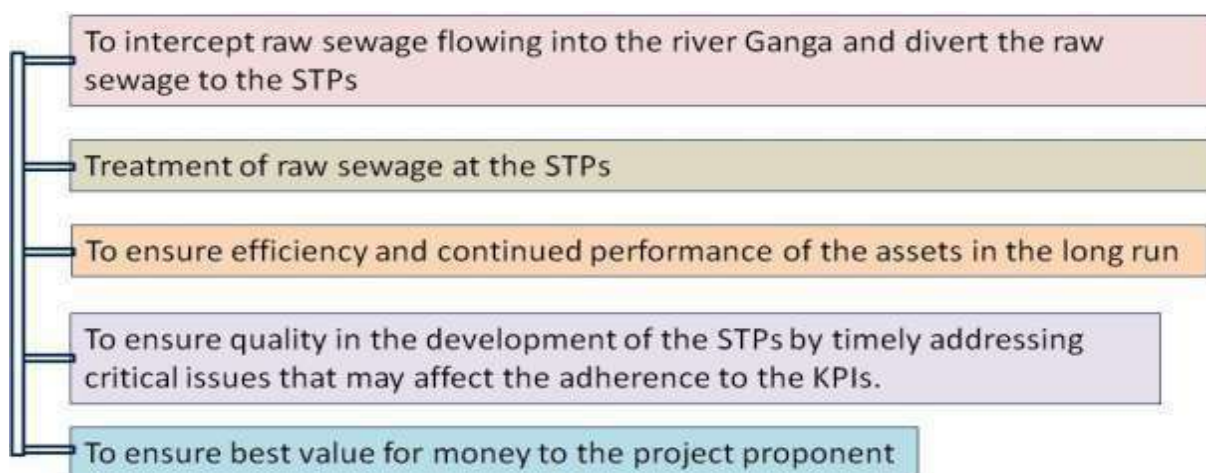 To intercept raw sewage flowing into the river Ganga and divert the raw
sewage to the STPs
Treatment of raw sewage at the STPs
To ensure efficiency and continued performance of the assets in the long run
To ensure quality in the development of the STPs by timely addressing
critical issues that may affect the adherence to the KPIs.
To ensure best value for money to the project proponent